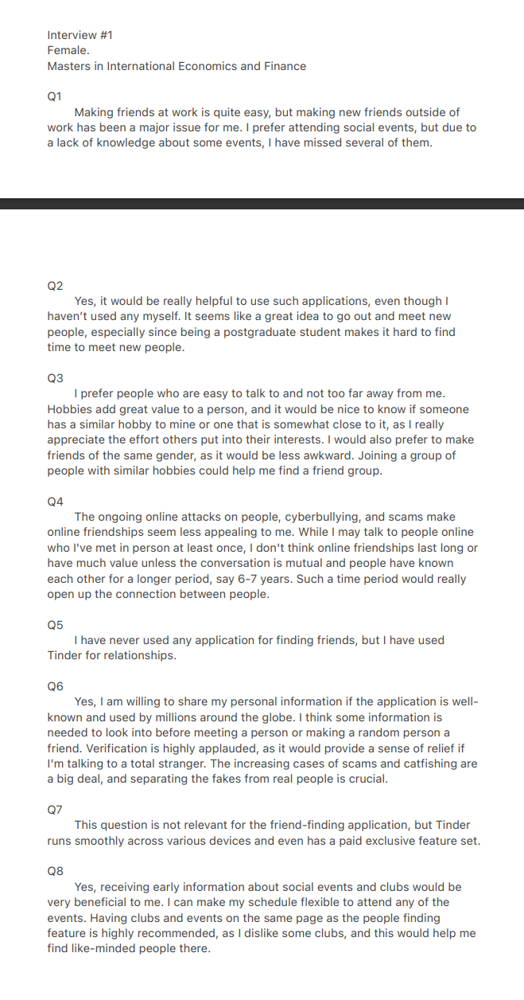 Interview #1
Female.
Masters in International Economics and Finance
Q1
Making friends at work is quite easy, but making new friends outside of
work has been a major issue for me. I prefer attending social events, but due to
a lack of knowledge about some events, I have missed several of them.
Q2
Yes, it would be really helpful to use such applications, even though I
haven’t used any myself. It seems like a great idea to go out and meet new
people, especially since being a postgraduate student makes it hard to find
time to meet new people.
Q3
I prefer people who are easy to talk to and not too far away from me.
Hobbies add great value to a person, and it would be nice to know if someone
has a similar hobby to mine or one that is somewhat close to it, as I really
appreciate the effort others put into their interests. I would also prefer to make
friends of the same gender, as it would be less awkward. Joining a group of
people with similar hobbies could help me find a friend group.
Q4
The ongoing online attacks on people, cyberbullying, and scams make
online friendships seem less appealing to me. While I may talk to people online
who I've met in person at least once, I don't think online friendships last long or
have much value unless the conversation is mutual and people have known
each other for a longer period, say 6-7 years. Such a time period would really
open up the connection between people.
Q5
I have never used any application for finding friends, but I have used
Tinder for relationships.
Q6
Yes, I am willing to share my personal information if the application is well-
known and used by millions around the globe. I think some information is
needed to look into before meeting a person or making a random person a
friend. Verification is highly applauded, as it would provide a sense of relief if
I'm talking to a total stranger. The increasing cases of scams and catfishing are
a big deal, and separating the fakes from real people is crucial.
Q7
This question is not relevant for the friend-finding application, but Tinder
runs smoothly across various devices and even has a paid exclusive feature set.
Q8
Yes, receiving early information about social events and clubs would be
very beneficial to me. I can make my schedule flexible to attend any of the
events. Having clubs and events on the same page as the people finding
feature is highly recommended, as I dislike some clubs, and this would help me
find like-minded people there.